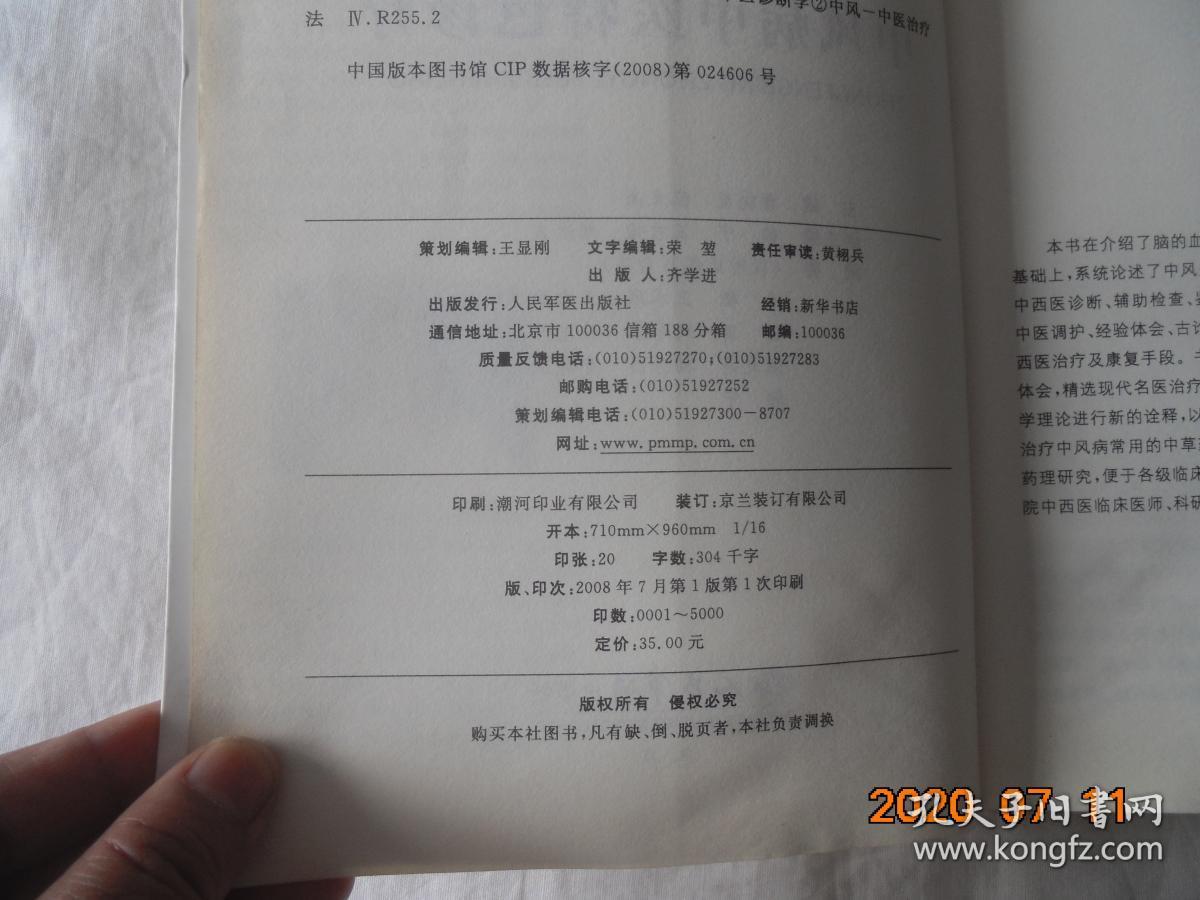 医诊断学②中风—中医治疗
法 Ⅳ.R255.2
中国版本图书馆 CIP 数据核字(2008)第 024606 号
策划编辑:王显刚 文字编辑:荣 堃 责任审读:黄栩兵
出 版 人:齐学进
出版发行:人民军医出版社 经销:新华书店
通信地址:北京市 100036 信箱 188 分箱 邮编:100036
质量反馈电话:(010)51927270;(010)51927283
邮购电话:(010)51927252
策划编辑电话:(010)51927300-8707
网址:www.pmmp.com.cn
印刷:潮河印业有限公司 装订:京兰装订有限公司
开本:710mm×960mm 1/16
印张:20 字数:304 千字
版、印次:2008 年 7 月第 1 版第 1 次印刷
印数:0001~5000
定价:35.00 元
版权所有 侵权必究
购买本社图书,凡有缺、倒、脱页者,本社负责调换
本书在介绍了脑的血
基础上,系统论述了中风
中西医诊断、辅助检查、
中医调护、经验体会、古
西医治疗及康复手段。
体会,精选现代名医治疗
学理论进行新的诠释,以
治疗中风病常用的中草
药理研究,便于各级临床
院中西医临床医师、科研
2020 07 11
孔夫子旧書网
www.kongfz.com